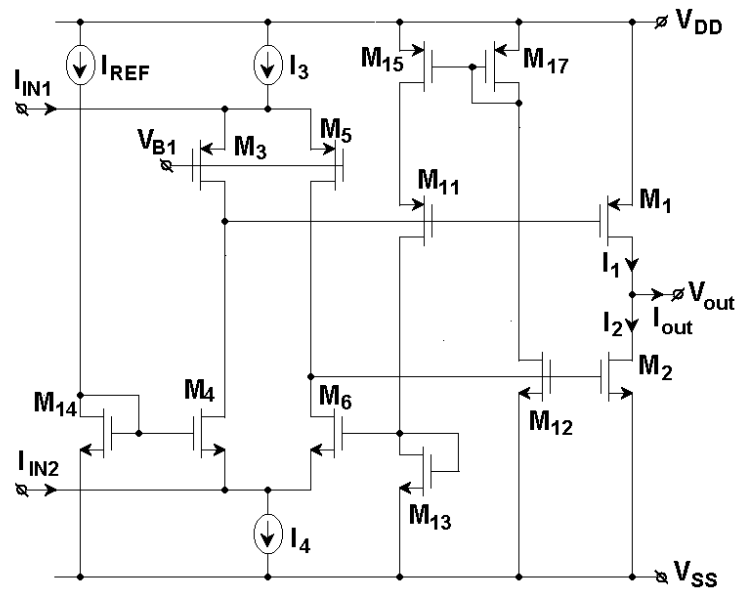 V_DD
I_REF
I_3
M_15
M_17
I_IN1
V_B1
M_3
M_5
M_11
M_1
I_1
V_out
I_out
I_2
M_14
M_4
M_6
M_12
M_2
I_IN2
M_13
I_4
V_SS